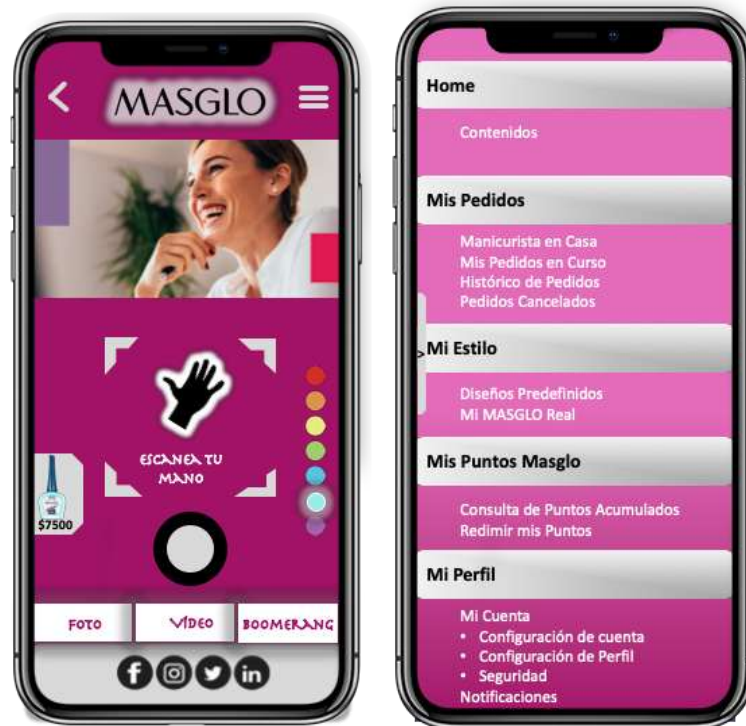 MASGLO
ESCANEA TU
MANO
$7500
FOTO
VÍDEO
BOOMERANG
Home
Contenidos
Mis Pedidos
Manicurista en Casa
Mis Pedidos en Curso
Histórico de Pedidos
Pedidos Cancelados
>
Mi Estilo
Diseños Predefinidos
Mi MASGLO Real
Mis Puntos Masglo
Consulta de Puntos Acumulados
Redimir mis Puntos
Mi Perfil
Mi Cuenta
• Configuración de cuenta
• Configuración de Perfil
• Seguridad
Notificaciones